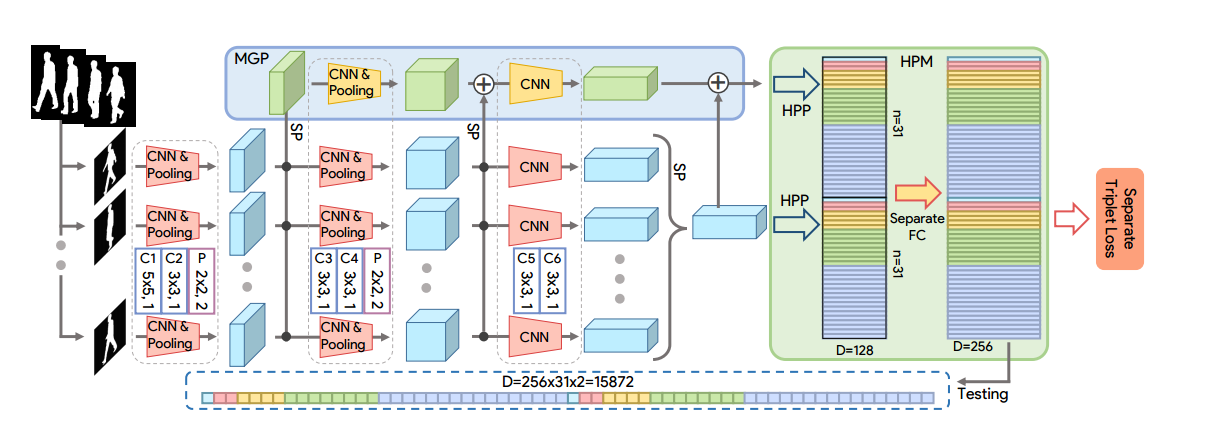 MGP
CNN &
Pooling
CNN
HPM
HPP
n=31
SP
SP
CNN &
Pooling
CNN &
Pooling
CNN
SP
HPP
Separate
FC
CNN &
Pooling
CNN &
Pooling
CNN
n=31
Separate
Triplet Loss
C1
5x5, 1
C2
3x3, 1
P
2x2, 2
C3
3x3, 1
C4
3x3, 1
P
2x2, 2
C5
3x3, 1
C6
3x3, 1
CNN &
Pooling
CNN &
Pooling
CNN
D=128
D=256
D=256x31x2=15872
Testing